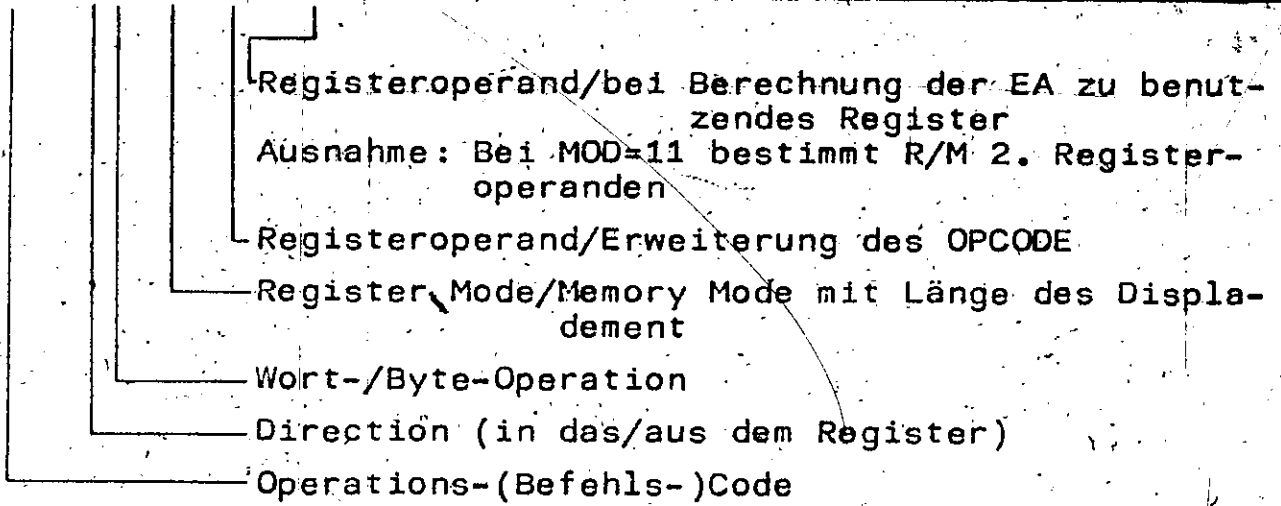 Registeroperand/bei Berechnung der EA zu benut-
zendes Register
Ausnahme: Bei MOD=11 bestimmt R/M 2. Register-
operanden
Registeroperand/Erweiterung des OPCODE
Register Mode/Memory Mode mit Länge des Displa-
dement
Wort-/Byte-Operation
Direction (in das/aus dem Register)
Operations-(Befehls-)Code